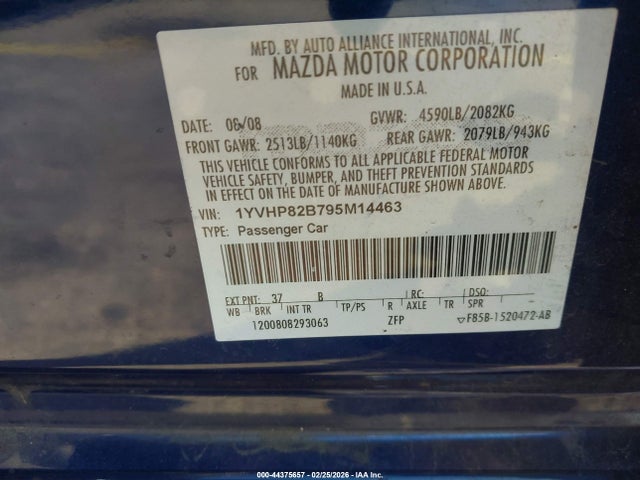 MFD. BY AUTO ALLIANCE INTERNATIONAL, INC.
FOR MAZDA MOTOR CORPORATION
MADE IN U.S.A.
DATE: 08/08 GVWR: 4590LB/2082KG
FRONT GAWR: 2513LB/1140KG REAR GAWR: 2079LB/943KG
THIS VEHICLE CONFORMS TO ALL APPLICABLE FEDERAL MOTOR
VEHICLE SAFETY, BUMPER, AND THEFT PREVENTION STANDARDS
IN EFFECT ON THE DATE OF MANUFACTURE SHOWN ABOVE.
VIN: 1YVHP82B795M14463
TYPE: Passenger Car
EXT PNT: 37 B RC: DSO:
WB BRK INT TR TP/PS R AXLE TR SPR
1200808293063 ZFP ▽F85B-1520472-AB
000-44375657 - 02/25/2026 - IAA Inc.